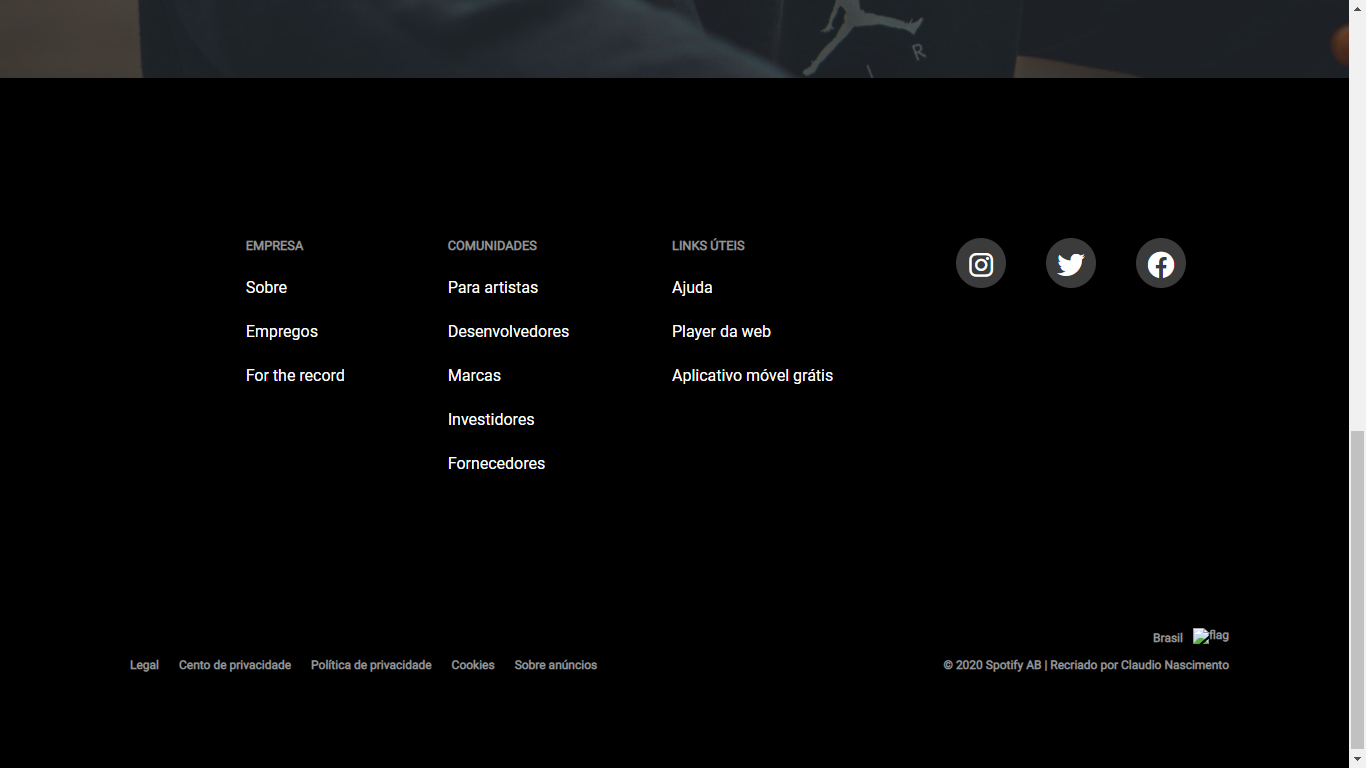 I R
EMPRESA
Sobre
Empregos
For the record
COMUNIDADES
Para artistas
Desenvolvedores
Marcas
Investidores
Fornecedores
LINKS ÚTEIS
Ajuda
Player da web
Aplicativo móvel grátis
Brasil flag
Legal Cento de privacidade Política de privacidade Cookies Sobre anúncios
© 2020 Spotify AB | Recriado por Claudio Nascimento